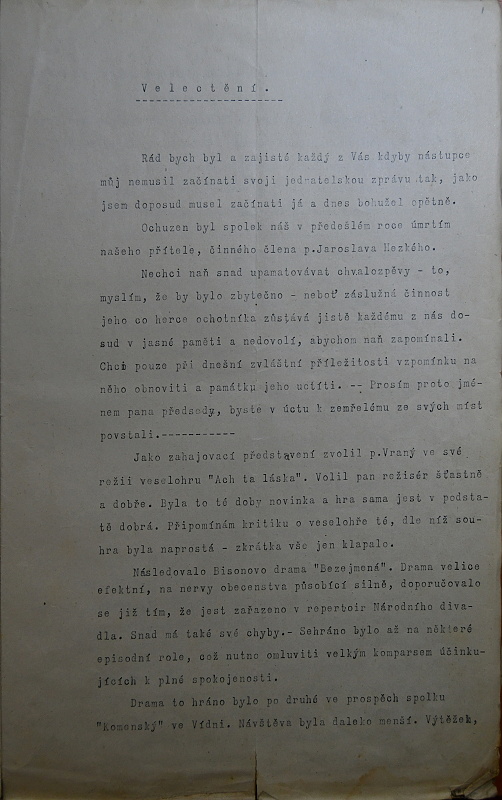 Velectění.
Rád bych byl a zajisté každý z Vás kdyby nástupce
můj nemusil začínati svoji jednatelskou zprávu tak, jako
jsem doposud musel začínati já a dnes bohužel opětně.
Ochuzen byl spolek náš v předešlém roce úmrtím
našeho přítele, činného člena p.Jaroslava Hezkého.
Nechci naň snad upamatovávat chvalozpěvy - to,
myslím, že by bylo zbytečno - neboť záslužná činnost
jeho co herce ochotníka zůstává jistě každému z nás do-
sud v jasné paměti a nedovolí, abychom naň zapomínali.
Chci pouze při dnešní zvláštní příležitosti vzpomínku na
něho obnoviti a památku jeho uctíti. -- Prosím proto jmé-
nem pana předsedy, byste v úctu k zemřelému ze svých míst
povstali.-----------
Jako zahajovací představení zvolil p.Vraný ve své
režii veselohru "Ach ta láska". Volil pan režisér šťastně
a dobře. Byla to té doby novinka a hra sama jest v podsta-
tě dobrá. Připomínám kritiku o veselohře té, dle níž sou-
hra byla naprostá - zkrátka vše jen klapalo.
Následovalo Bisonovo drama "Bezejmená". Drama velice
efektní, na nervy obecenstva působící silně, doporučovalo
se již tím, že jest zařazeno v repertoir Národního diva-
dla. Snad má také své chyby.- Sehráno bylo až na některé
episodní role, což nutno omluviti velkým komparsem účinku-
jících k plné spokojenosti.
Drama to hráno bylo po druhé ve prospěch spolku
"Komenský" ve Vídni. Návštěva byla daleko menší. Výtěžek,